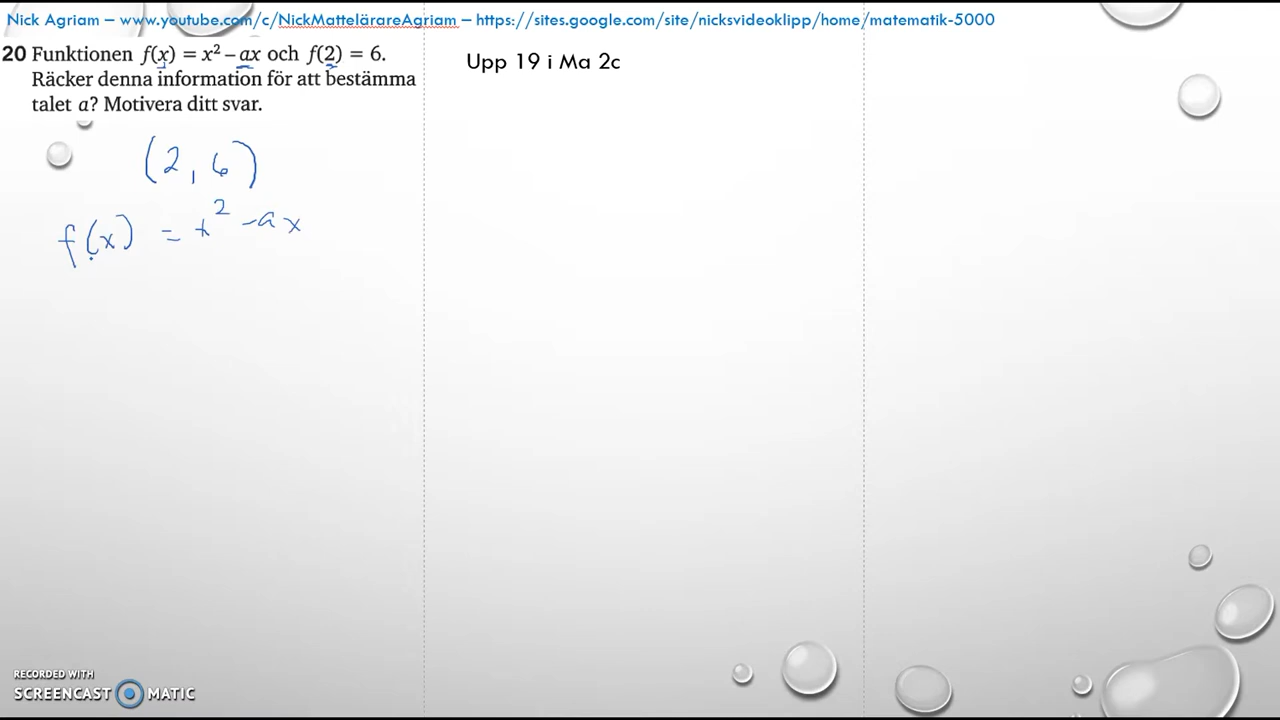 Nick Agriam – www.youtube.com/c/NickMattelärareAgriam – https://sites.google.com/site/nicksvideoklipp/home/matematik-5000
20 Funktionen f(x) = x² – ax och f(2) = 6.
Räcker denna information för att bestämma
talet a? Motivera ditt svar.
(2, 6)
f(x) = x² -ax
Upp 19 i Ma 2c
RECORDED WITH
SCREENCAST MATIC